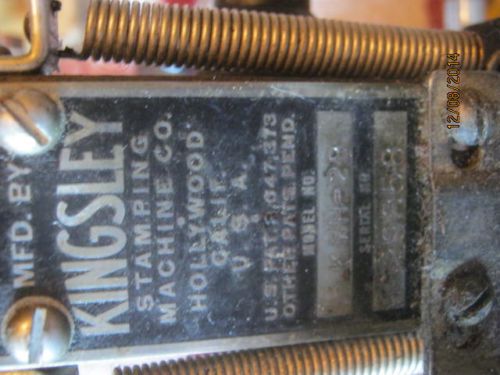 MFD. BY
KINGSLEY
STAMPING
MACHINE CO.
HOLLYWOOD
CALIF.
U.S.A.
U.S. PAT. 2,047,373
OTHER PATS. PEND.
MODEL NO.
SERIAL NO.
12/08/2014